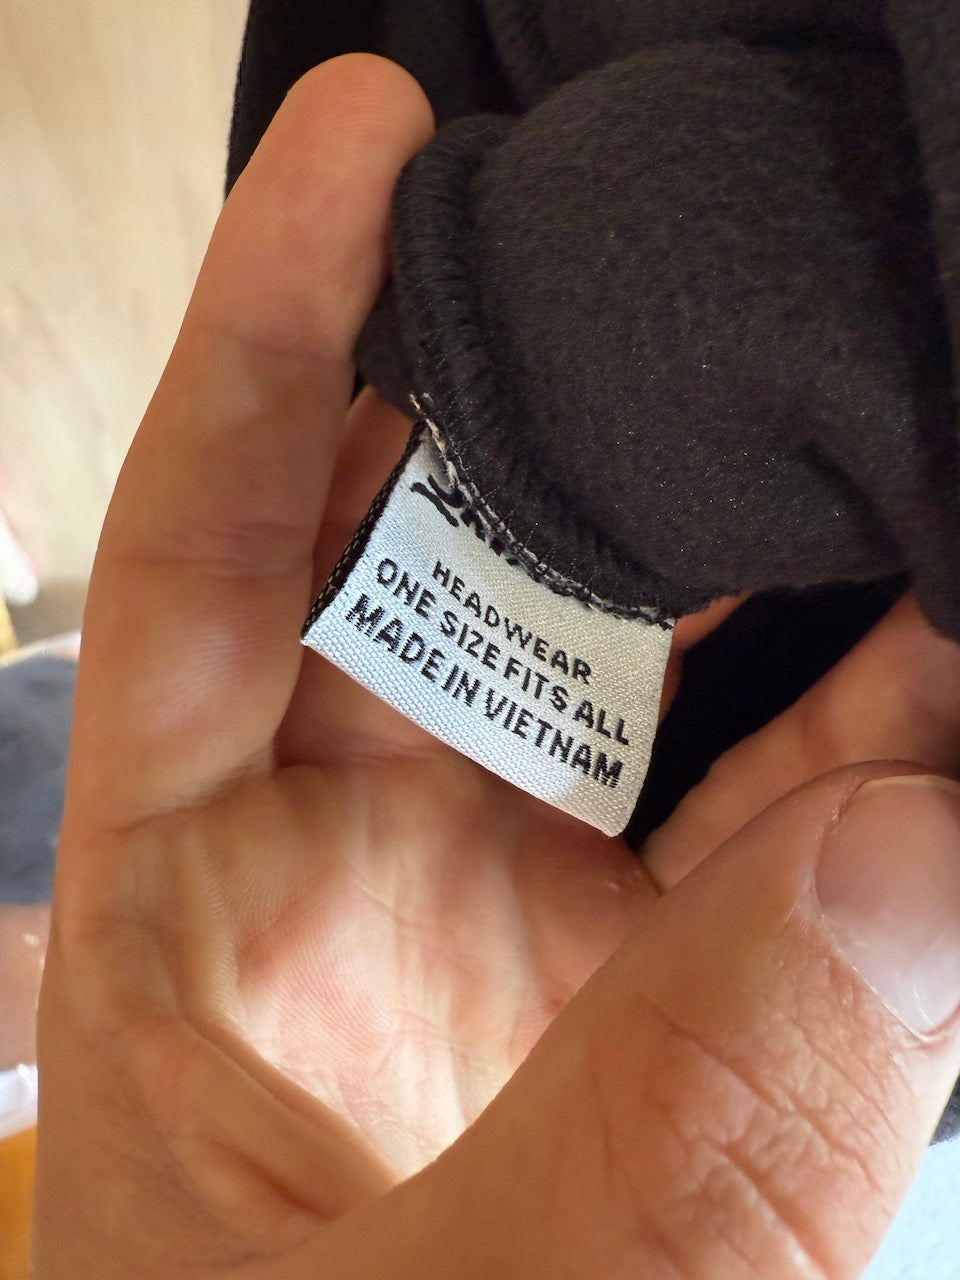 HEADWEAR
ONE SIZE FITS ALL
MADE IN VIETNAM